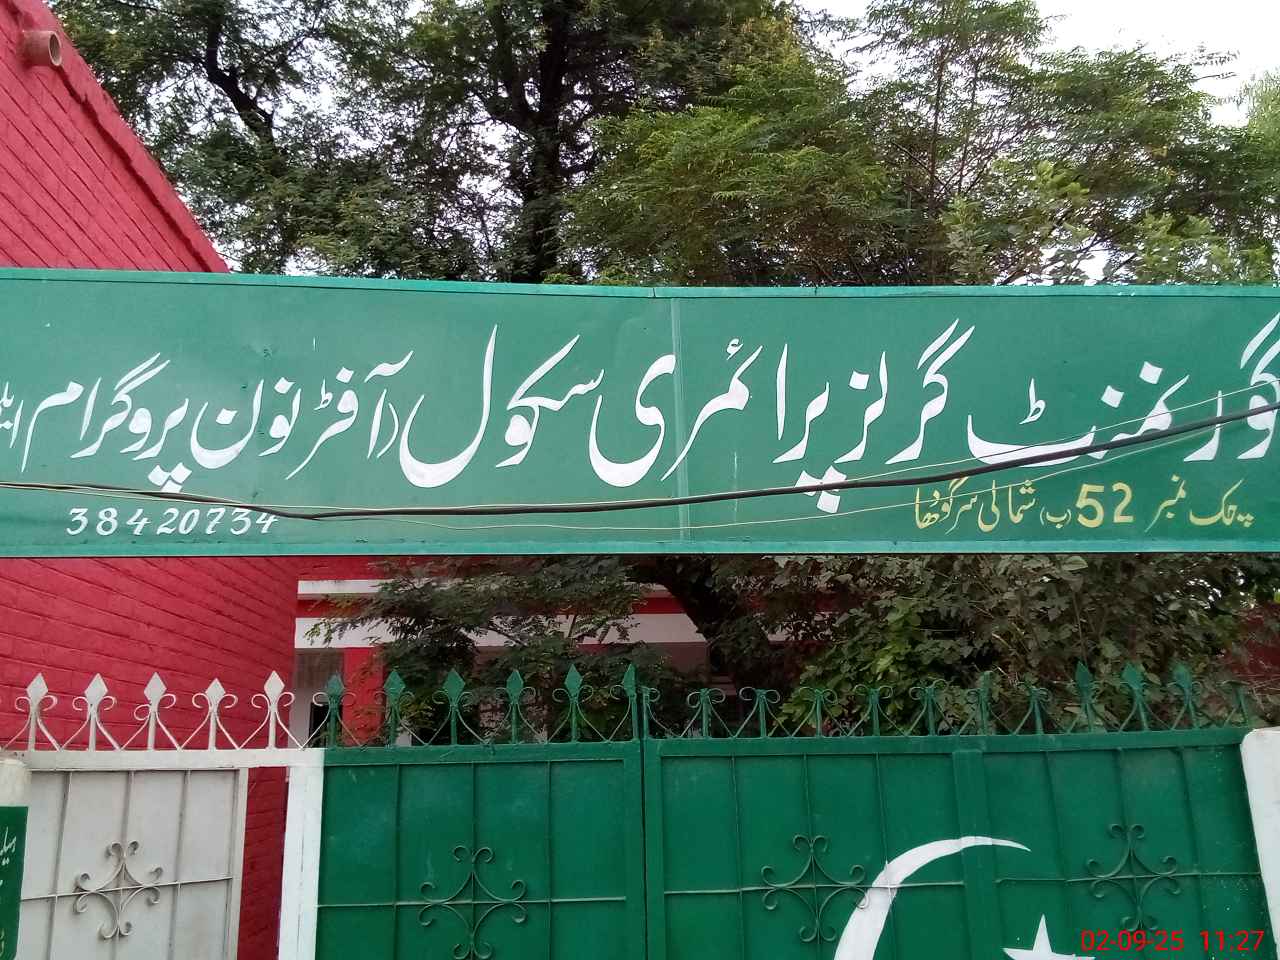 گورنمنٹ گرلز پرائمری سکول (آفٹر نون پروگرام
چک نمبر 52 (ب) شمالی سرگودھا
38420734
02-09-25 11:27